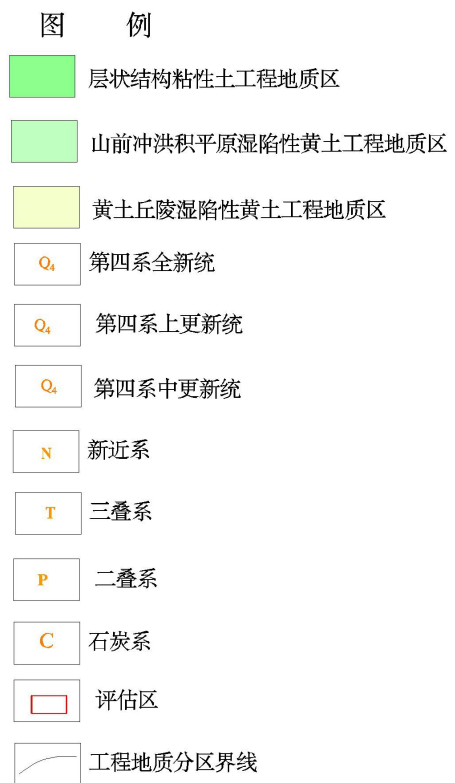 图 例
层状结构粘性土工程地质区
山前冲洪积平原湿陷性黄土工程地质区
黄土丘陵湿陷性黄土工程地质区
Q₄ 第四系全新统
Q₄ 第四系上更新统
Q₄ 第四系中更新统
N 新近系
T 三叠系
P 二叠系
C 石炭系
评估区
工程地质分区界线